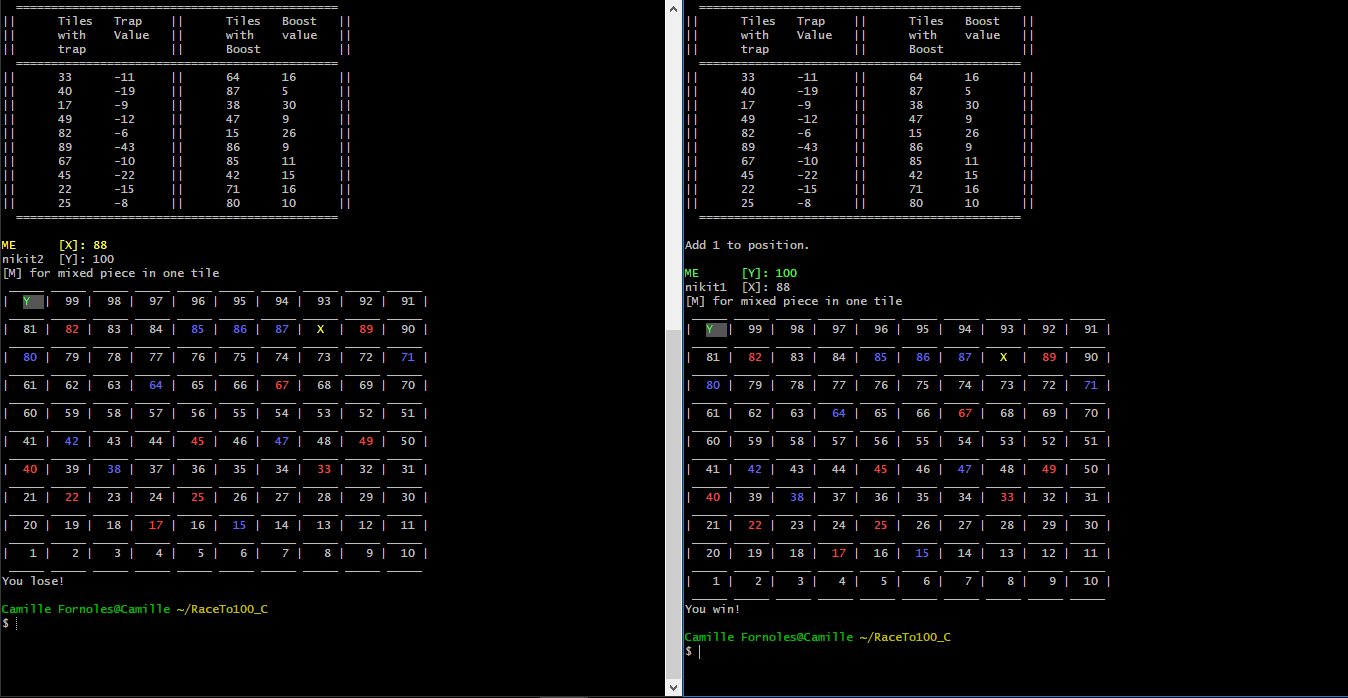 ==============================================
||      Tiles   Trap    ||      Tiles   Boost   ||
||      with    Value   ||      with    value   ||
||      trap            ||      Boost           ||
==============================================
||      33      -11     ||      64      16      ||
||      40      -19     ||      87      5       ||
||      17      -9      ||      38      30      ||
||      49      -12     ||      47      9       ||
||      82      -6      ||      15      26      ||
||      89      -43     ||      86      9       ||
||      67      -10     ||      85      11      ||
||      45      -22     ||      42      15      ||
||      22      -15     ||      71      16      ||
||      25      -8      ||      80      10      ||
==============================================
ME      [X]: 88
nikit2  [Y]: 100
[M] for mixed piece in one tile
|   Y |  99 |  98 |  97 |  96 |  95 |  94 |  93 |  92 |  91 |
|  81 |  82 |  83 |  84 |  85 |  86 |  87 |  X  |  89 |  90 |
|  80 |  79 |  78 |  77 |  76 |  75 |  74 |  73 |  72 |  71 |
|  61 |  62 |  63 |  64 |  65 |  66 |  67 |  68 |  69 |  70 |
|  60 |  59 |  58 |  57 |  56 |  55 |  54 |  53 |  52 |  51 |
|  41 |  42 |  43 |  44 |  45 |  46 |  47 |  48 |  49 |  50 |
|  40 |  39 |  38 |  37 |  36 |  35 |  34 |  33 |  32 |  31 |
|  21 |  22 |  23 |  24 |  25 |  26 |  27 |  28 |  29 |  30 |
|  20 |  19 |  18 |  17 |  16 |  15 |  14 |  13 |  12 |  11 |
|   1 |   2 |   3 |   4 |   5 |   6 |   7 |   8 |   9 |  10 |
You lose!
Camille Fornoles@Camille ~/RaceTo100_C
$
==============================================
||      Tiles   Trap    ||      Tiles   Boost   ||
||      with    Value   ||      with    value   ||
||      trap            ||      Boost           ||
==============================================
||      33      -11     ||      64      16      ||
||      40      -19     ||      87      5       ||
||      17      -9      ||      38      30      ||
||      49      -12     ||      47      9       ||
||      82      -6      ||      15      26      ||
||      89      -43     ||      86      9       ||
||      67      -10     ||      85      11      ||
||      45      -22     ||      42      15      ||
||      22      -15     ||      71      16      ||
||      25      -8      ||      80      10      ||
==============================================
Add 1 to position.
ME      [Y]: 100
nikit1  [X]: 88
[M] for mixed piece in one tile
|   Y |  99 |  98 |  97 |  96 |  95 |  94 |  93 |  92 |  91 |
|  81 |  82 |  83 |  84 |  85 |  86 |  87 |  X  |  89 |  90 |
|  80 |  79 |  78 |  77 |  76 |  75 |  74 |  73 |  72 |  71 |
|  61 |  62 |  63 |  64 |  65 |  66 |  67 |  68 |  69 |  70 |
|  60 |  59 |  58 |  57 |  56 |  55 |  54 |  53 |  52 |  51 |
|  41 |  42 |  43 |  44 |  45 |  46 |  47 |  48 |  49 |  50 |
|  40 |  39 |  38 |  37 |  36 |  35 |  34 |  33 |  32 |  31 |
|  21 |  22 |  23 |  24 |  25 |  26 |  27 |  28 |  29 |  30 |
|  20 |  19 |  18 |  17 |  16 |  15 |  14 |  13 |  12 |  11 |
|   1 |   2 |   3 |   4 |   5 |   6 |   7 |   8 |   9 |  10 |
You win!
Camille Fornoles@Camille ~/RaceTo100_C
$